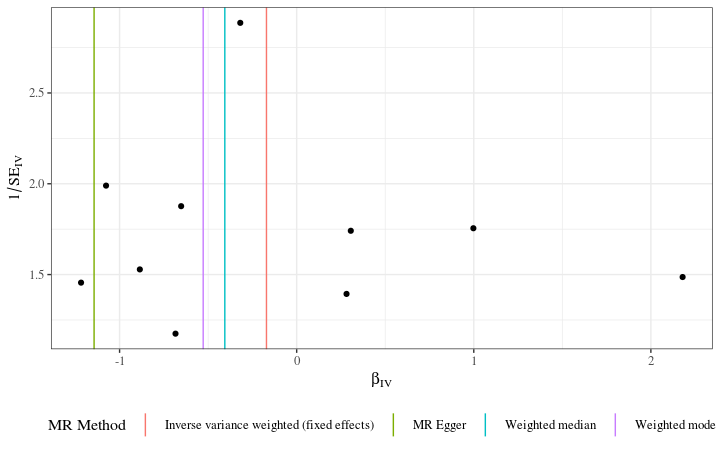 2.5
2.0
1.5
1/SE_IV
-1
0
1
2
β_IV
MR Method Inverse variance weighted (fixed effects) MR Egger Weighted median Weighted mode